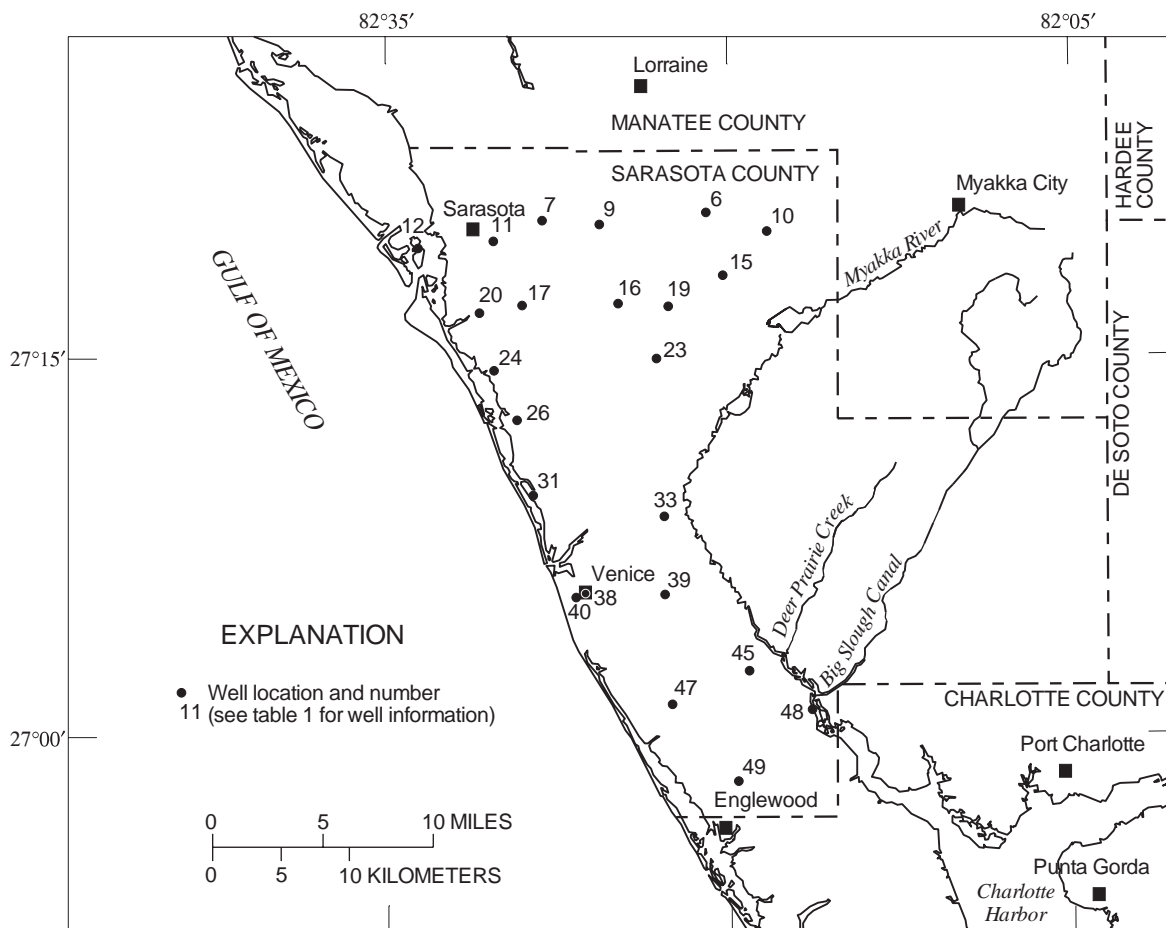 82°35′
82°05′
Lorraine
MANATEE COUNTY
HARDEE
COUNTY
SARASOTA COUNTY
Myakka City
Sarasota
7
9
6
10
11
12
Myakka River
GULF OF MEXICO
15
16
19
17
20
27°15′
23
24
DE SOTO COUNTY
26
31
33
Deer Prairie Creek
Venice
38
39
40
Big Slough Canal
EXPLANATION
45
11
Well location and number
(see table 1 for well information)
47
48
CHARLOTTE COUNTY
27°00′
Port Charlotte
49
Englewood
0 5 10 MILES
0 5 10 KILOMETERS
Punta Gorda
Charlotte
Harbor